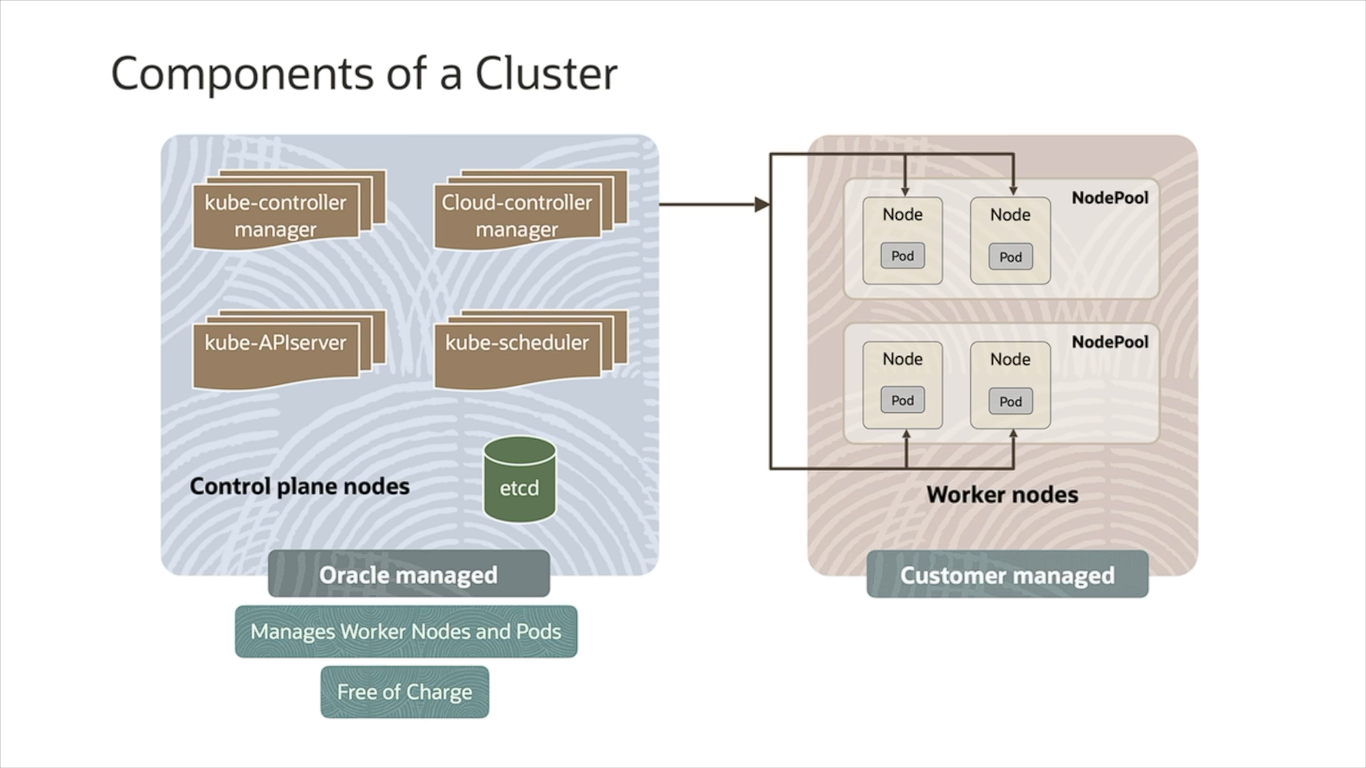 Components of a Cluster
kube-controller
manager
Cloud-controller
manager
kube-APIserver
kube-scheduler
Control plane nodes
etcd
Oracle managed
Manages Worker Nodes and Pods
Free of Charge
NodePool
Node
Node
Pod
Pod
NodePool
Node
Node
Pod
Pod
Worker nodes
Customer managed